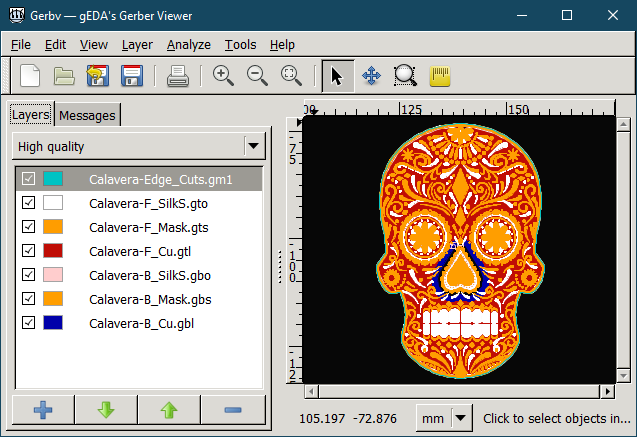 Gerbv — gEDA's Gerber Viewer
File Edit View Layer Analyze Tools Help
Layers Messages
High quality
Calavera-Edge_Cuts.gm1
Calavera-F_SilkS.gto
Calavera-F_Mask.gts
Calavera-F_Cu.gtl
Calavera-B_SilkS.gbo
Calavera-B_Mask.gbs
Calavera-B_Cu.gbl
00 125 150
-75
-100
-12
105.197 -72.876 mm Click to select objects in...